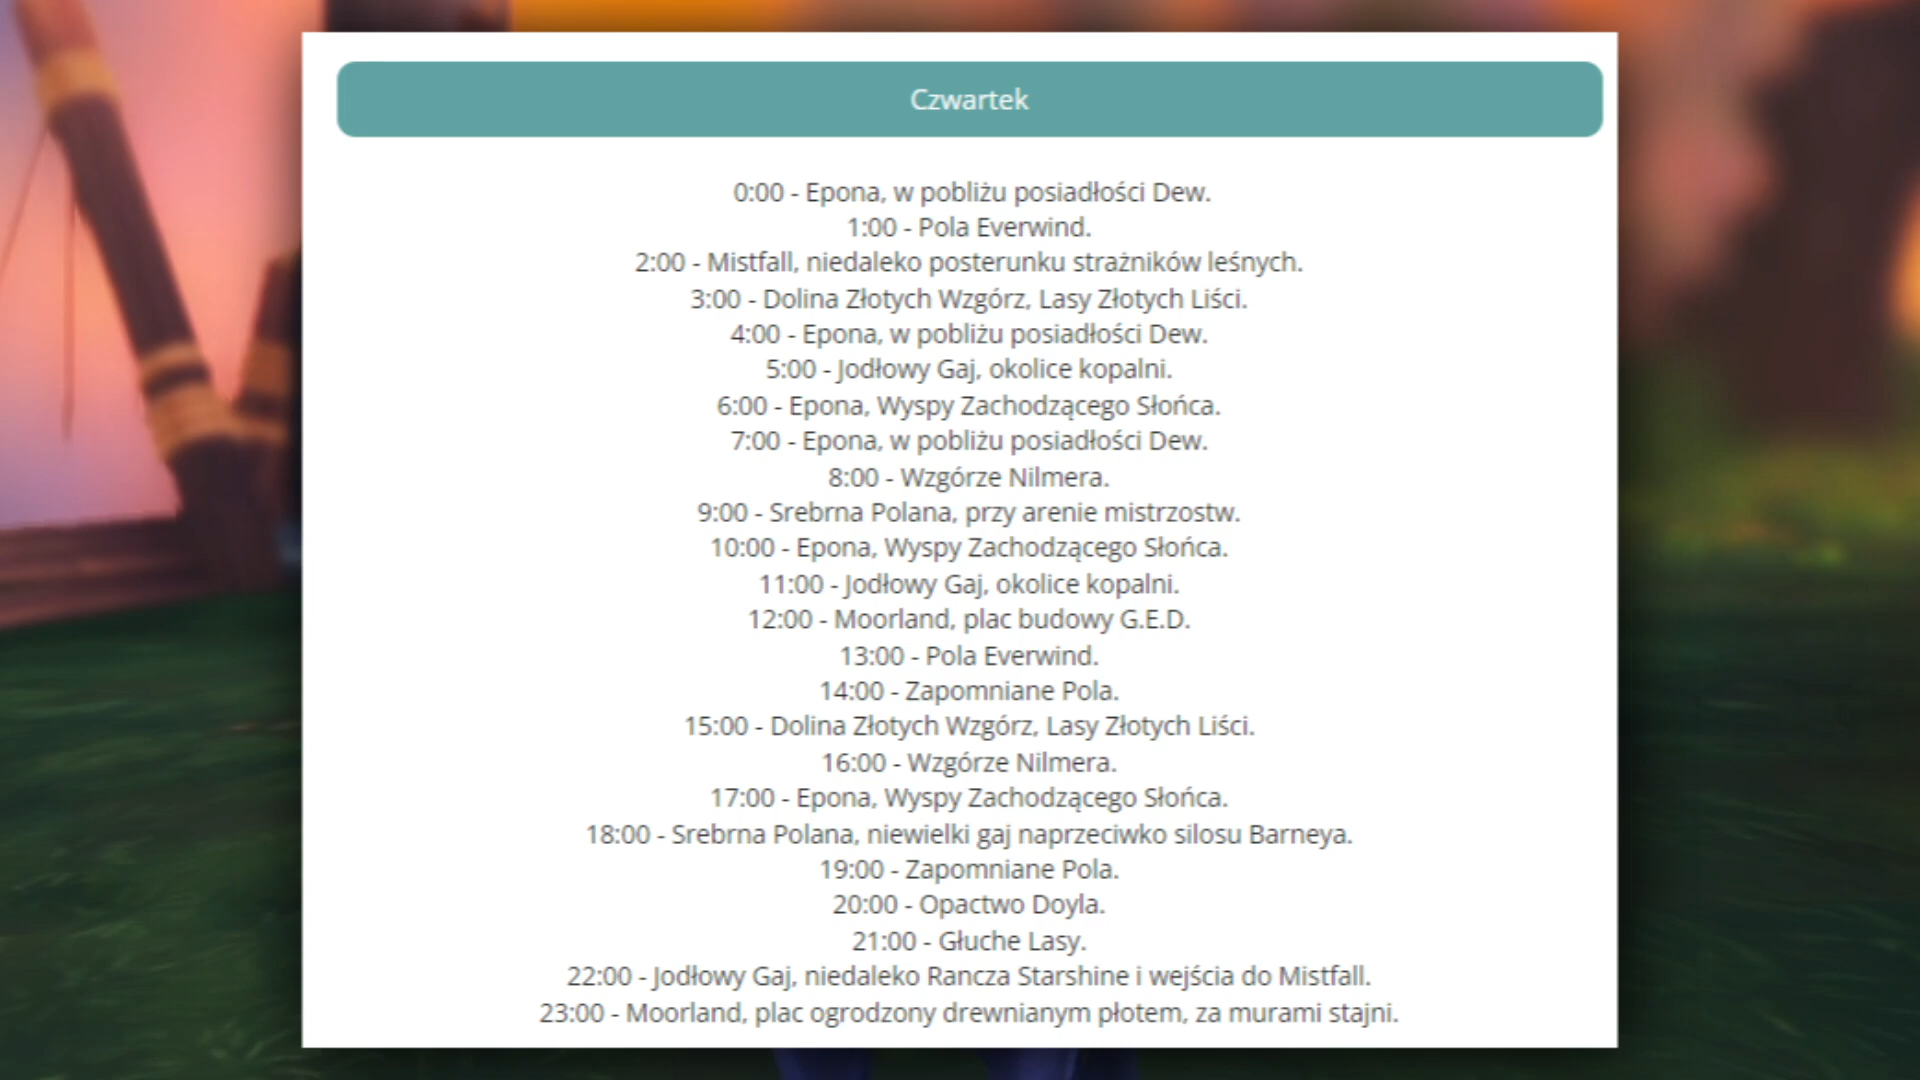 Czwartek
0:00 - Epona, w pobliżu posiadłości Dew.
1:00 - Pola Everwind.
2:00 - Mistfall, niedaleko posterunku strażników leśnych.
3:00 - Dolina Złotych Wzgórz, Lasy Złotych Liści.
4:00 - Epona, w pobliżu posiadłości Dew.
5:00 - Jodłowy Gaj, okolice kopalni.
6:00 - Epona, Wyspy Zachodzącego Słońca.
7:00 - Epona, w pobliżu posiadłości Dew.
8:00 - Wzgórze Nilmera.
9:00 - Srebrna Polana, przy arenie mistrzostw.
10:00 - Epona, Wyspy Zachodzącego Słońca.
11:00 - Jodłowy Gaj, okolice kopalni.
12:00 - Moorland, plac budowy G.E.D.
13:00 - Pola Everwind.
14:00 - Zapomniane Pola.
15:00 - Dolina Złotych Wzgórz, Lasy Złotych Liści.
16:00 - Wzgórze Nilmera.
17:00 - Epona, Wyspy Zachodzącego Słońca.
18:00 - Srebrna Polana, niewielki gaj naprzeciwko silosu Barneya.
19:00 - Zapomniane Pola.
20:00 - Opactwo Doyla.
21:00 - Głuche Lasy.
22:00 - Jodłowy Gaj, niedaleko Rancza Starshine i wejścia do Mistfall.
23:00 - Moorland, plac ogrodzony drewnianym płotem, za murami stajni.